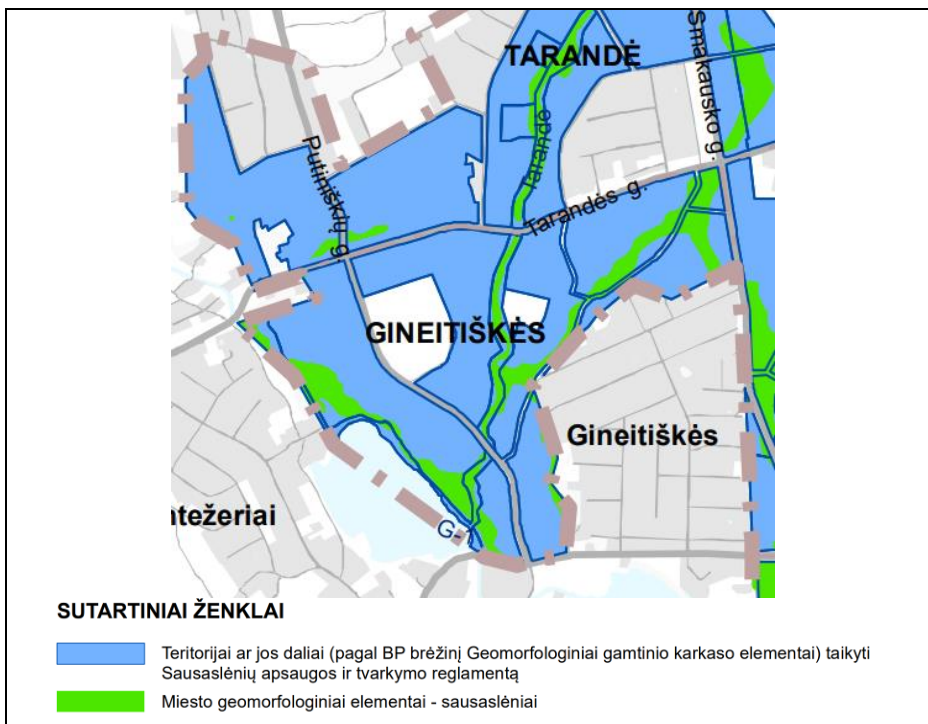 TARANDĖ
Smakausko g.
Tarandė
Putiniškių g.
Tarandės g.
GINEITIŠKĖS
Gineitiškės
ntežeriai
G-1
SUTARTINIAI ŽENKLAI
Teritorijai ar jos daliai (pagal BP brėžinį Geomorfologiniai gamtinio karkaso elementai) taikyti
Sausaslėnių apsaugos ir tvarkymo reglamentą
Miesto geomorfologiniai elementai - sausaslėniai